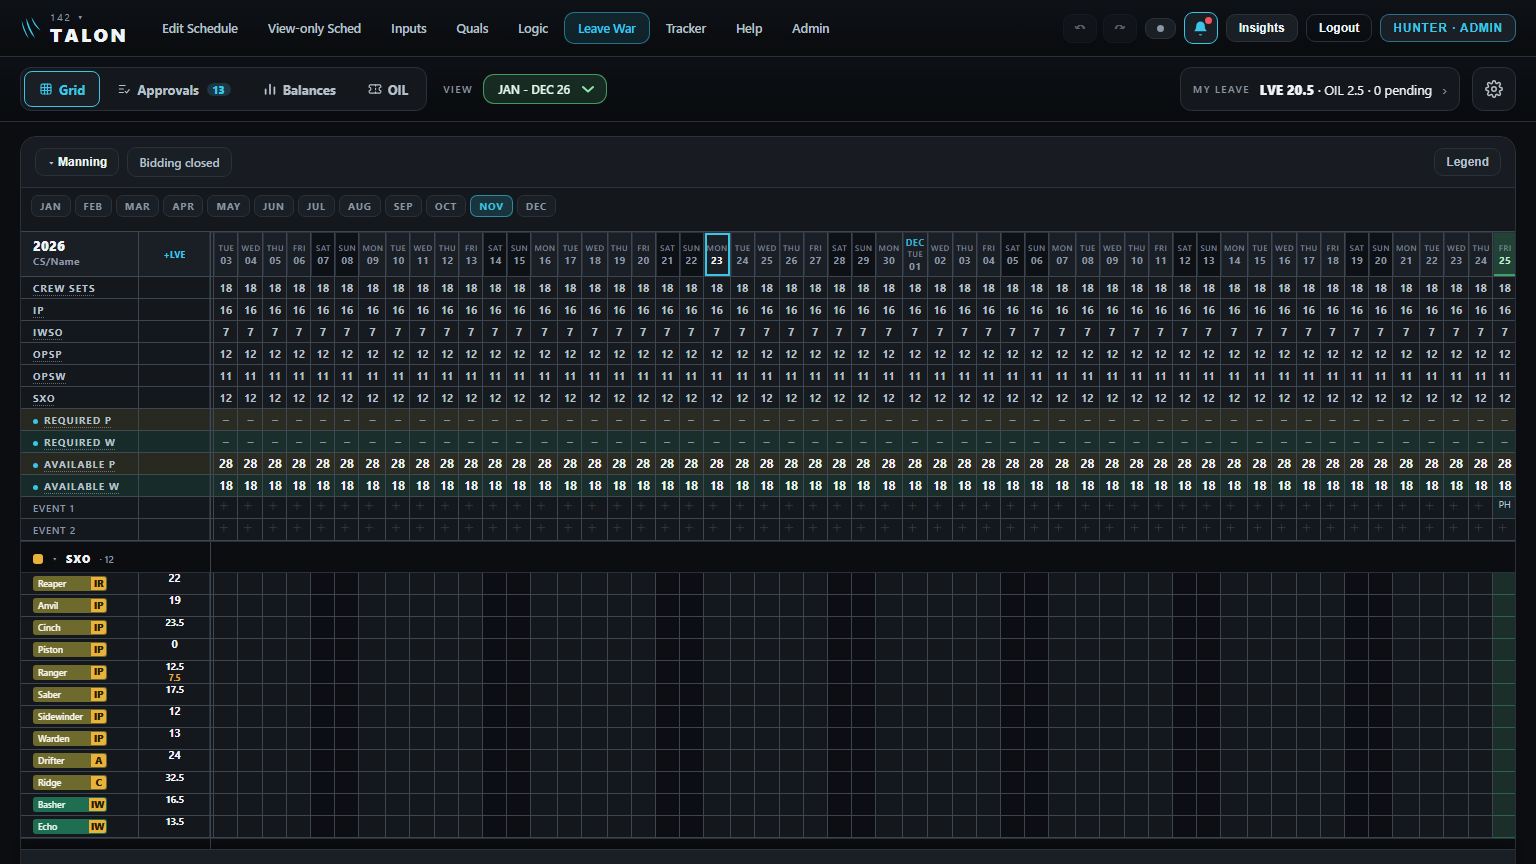 142
TALON
Edit Schedule View-only Sched Inputs Quals Logic Leave War Tracker Help Admin
Insights Logout HUNTER · ADMIN
Grid Approvals 13 Balances OIL VIEW JAN - DEC 26
MY LEAVE LVE 20.5 · OIL 2.5 · 0 pending ›
Manning Bidding closed Legend
JAN FEB MAR APR MAY JUN JUL AUG SEP OCT NOV DEC
2026
CS/Name
+LVE
TUE 03 WED 04 THU 05 FRI 06 SAT 07 SUN 08 MON 09 TUE 10 WED 11 THU 12 FRI 13 SAT 14 SUN 15 MON 16 TUE 17 WED 18 THU 19 FRI 20 SAT 21 SUN 22 MON 23 TUE 24 WED 25 THU 26 FRI 27 SAT 28 SUN 29 MON 30 DEC TUE 01 WED 02 THU 03 FRI 04 SAT 05 SUN 06 MON 07 TUE 08 WED 09 THU 10 FRI 11 SAT 12 SUN 13 MON 14 TUE 15 WED 16 THU 17 FRI 18 SAT 19 SUN 20 MON 21 TUE 22 WED 23 THU 24 FRI 25
CREW SETS 18 18 18 18 18 18 18 18 18 18 18 18 18 18 18 18 18 18 18 18 18 18 18 18 18 18 18 18 18 18 18 18 18 18 18 18 18 18 18 18 18 18 18 18 18 18 18 18 18 18 18 18 18
IP 16 16 16 16 16 16 16 16 16 16 16 16 16 16 16 16 16 16 16 16 16 16 16 16 16 16 16 16 16 16 16 16 16 16 16 16 16 16 16 16 16 16 16 16 16 16 16 16 16 16 16 16 16
IWSO 7 7 7 7 7 7 7 7 7 7 7 7 7 7 7 7 7 7 7 7 7 7 7 7 7 7 7 7 7 7 7 7 7 7 7 7 7 7 7 7 7 7 7 7 7 7 7 7 7 7 7 7 7
OPSP 12 12 12 12 12 12 12 12 12 12 12 12 12 12 12 12 12 12 12 12 12 12 12 12 12 12 12 12 12 12 12 12 12 12 12 12 12 12 12 12 12 12 12 12 12 12 12 12 12 12 12 12 12
OPSW 11 11 11 11 11 11 11 11 11 11 11 11 11 11 11 11 11 11 11 11 11 11 11 11 11 11 11 11 11 11 11 11 11 11 11 11 11 11 11 11 11 11 11 11 11 11 11 11 11 11 11 11 11
SXO 12 12 12 12 12 12 12 12 12 12 12 12 12 12 12 12 12 12 12 12 12 12 12 12 12 12 12 12 12 12 12 12 12 12 12 12 12 12 12 12 12 12 12 12 12 12 12 12 12 12 12 12 12
REQUIRED P – – – – – – – – – – – – – – – – – – – – – – – – – – – – – – – – – – – – – – – – – – – – – – – – – – – – –
REQUIRED W – – – – – – – – – – – – – – – – – – – – – – – – – – – – – – – – – – – – – – – – – – – – – – – – – – – – –
AVAILABLE P 28 28 28 28 28 28 28 28 28 28 28 28 28 28 28 28 28 28 28 28 28 28 28 28 28 28 28 28 28 28 28 28 28 28 28 28 28 28 28 28 28 28 28 28 28 28 28 28 28 28 28 28 28
AVAILABLE W 18 18 18 18 18 18 18 18 18 18 18 18 18 18 18 18 18 18 18 18 18 18 18 18 18 18 18 18 18 18 18 18 18 18 18 18 18 18 18 18 18 18 18 18 18 18 18 18 18 18 18 18 18
EVENT 1 + + + + + + + + + + + + + + + + + + + + + + + + + + + + + + + + + + + + + + + + + + + + + + + + + + + + PH
EVENT 2 + + + + + + + + + + + + + + + + + + + + + + + + + + + + + + + + + + + + + + + + + + + + + + + + + + + + +
SXO · 12
Reaper IR 22
Anvil IP 19
Cinch IP 23.5
Piston IP 0
Ranger IP 12.5
7.5
Saber IP 17.5
Sidewinder IP 12
Warden IP 13
Drifter A 24
Ridge C 32.5
Basher IW 16.5
Echo IW 13.5